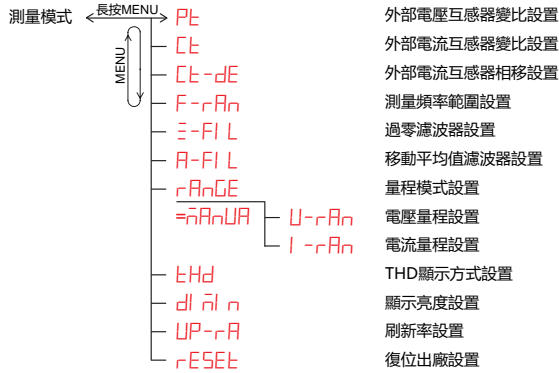 測量模式 長按MENU Pt 外部電壓互感器變比設置
MENU
Ct 外部電流互感器變比設置
Ct-dE 外部電流互感器相移設置
F-rAn 測量頻率範圍設置
Ξ-FIL 過零濾波器設置
A-FIL 移動平均值濾波器設置
rAnGE 量程模式設置
=mAnUA U-rAn 電壓量程設置
I-rAn 電流量程設置
tHd THD顯示方式設置
dImIn 顯示亮度設置
UP-rA 刷新率設置
rESEt 復位出廠設置